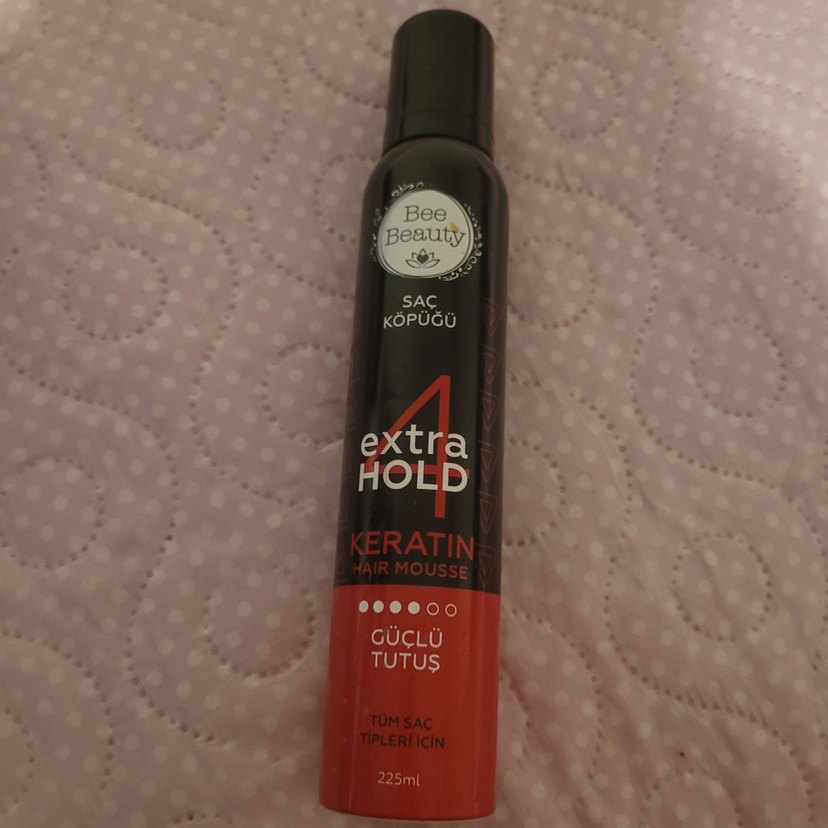 Bee
Beauty
SAÇ
KÖPÜĞÜ
4
extra
HOLD
KERATIN
HAIR MOUSSE
GÜÇLÜ
TUTUŞ
TÜM SAÇ
TİPLERİ İÇİN
225ml